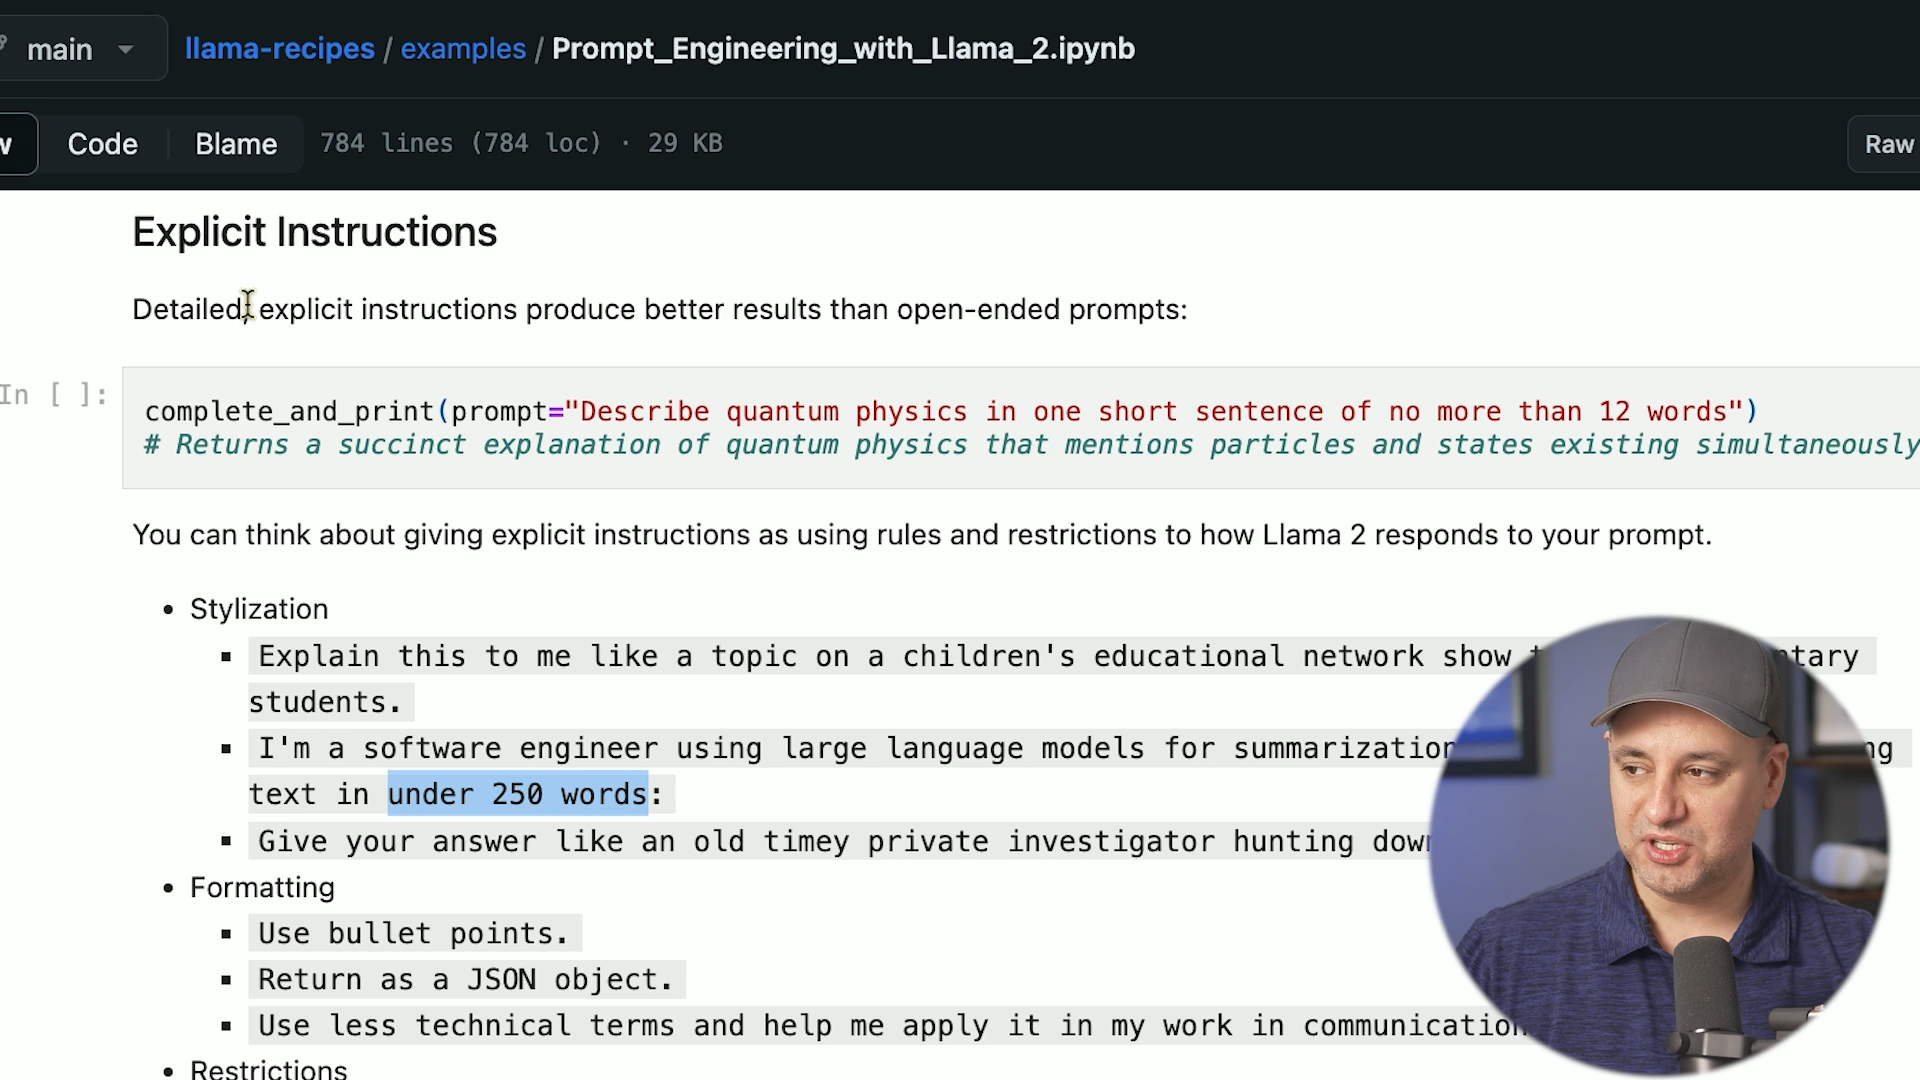 main
llama-recipes / examples / Prompt_Engineering_with_Llama_2.ipynb
Code Blame 784 lines (784 loc) · 29 KB Raw
Explicit Instructions
Detailed, explicit instructions produce better results than open-ended prompts:
In [ ]:
complete_and_print(prompt="Describe quantum physics in one short sentence of no more than 12 words")
# Returns a succinct explanation of quantum physics that mentions particles and states existing simultaneously
You can think about giving explicit instructions as using rules and restrictions to how Llama 2 responds to your prompt.
• Stylization
▪ Explain this to me like a topic on a children's educational network show
students.
▪ I'm a software engineer using large language models for summarization
text in under 250 words:
▪ Give your answer like an old timey private investigator hunting down
• Formatting
▪ Use bullet points.
▪ Return as a JSON object.
▪ Use less technical terms and help me apply it in my work in communication
• Restrictions